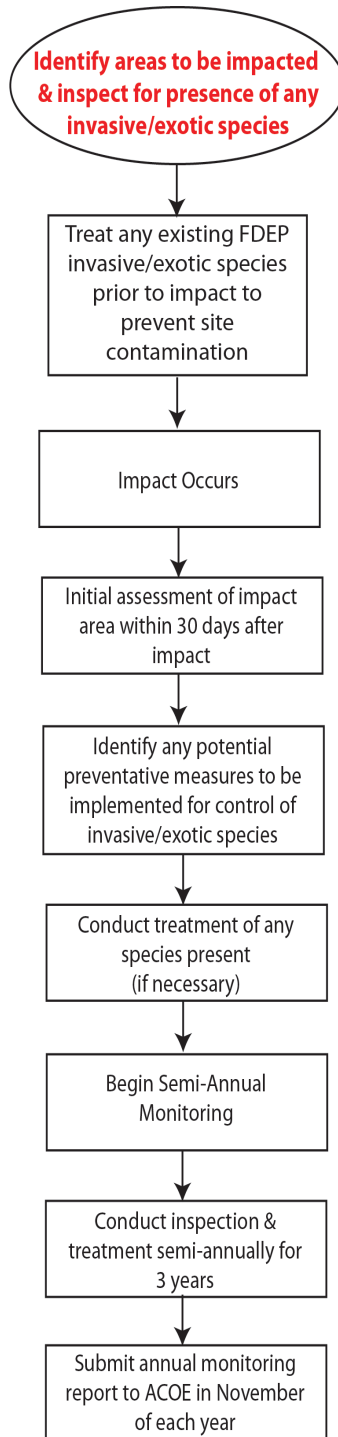 Identify areas to be impacted
& inspect for presence of any
invasive/exotic species
Treat any existing FDEP
invasive/exotic species
prior to impact to
prevent site
contamination
Impact Occurs
Initial assessment of impact
area within 30 days after
impact
Identify any potential
preventative measures to be
implemented for control of
invasive/exotic species
Conduct treatment of any
species present
(if necessary)
Begin Semi-Annual
Monitoring
Conduct inspection &
treatment semi-annually for
3 years
Submit annual monitoring
report to ACOE in November
of each year